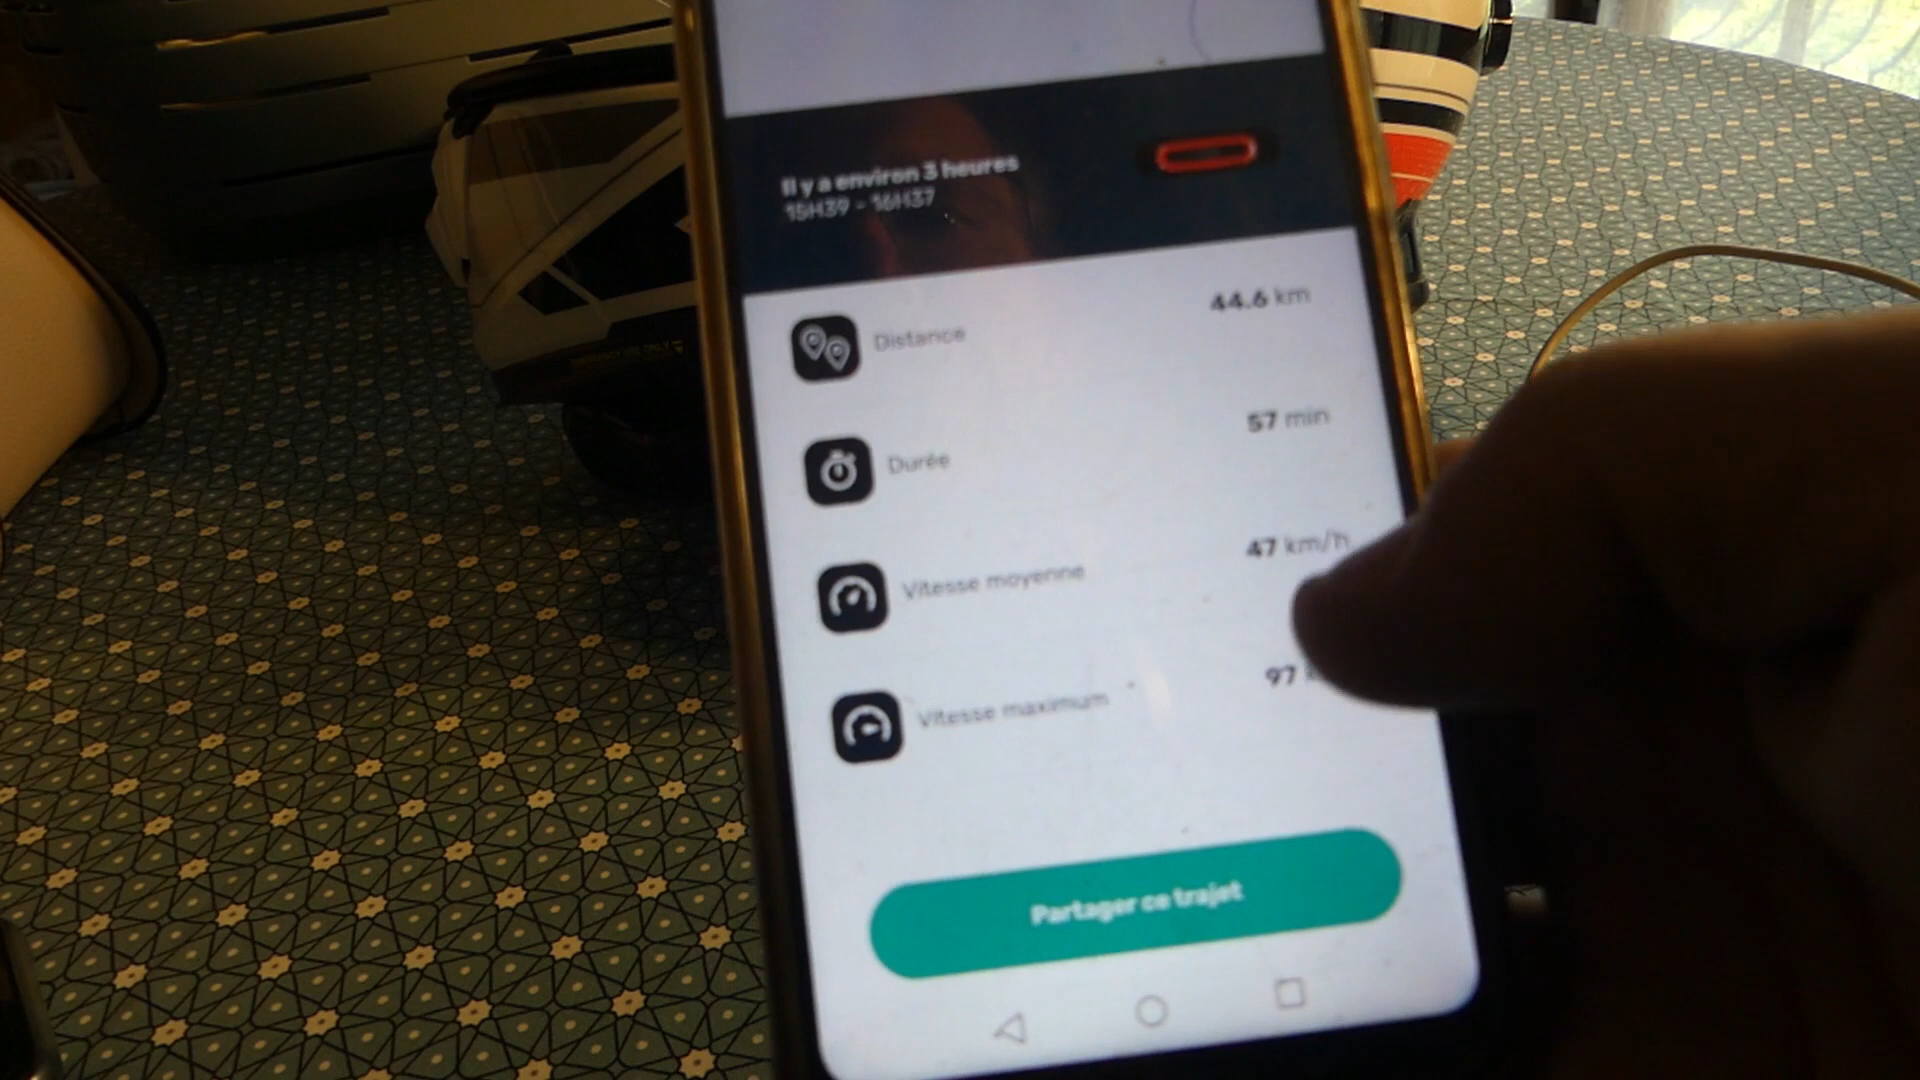 Il y a environ 3 heures
15H39 - 16H37
Distance 44.6 km
Durée 57 min
Vitesse moyenne 47 km/h
Vitesse maximum 97
Partager ce trajet